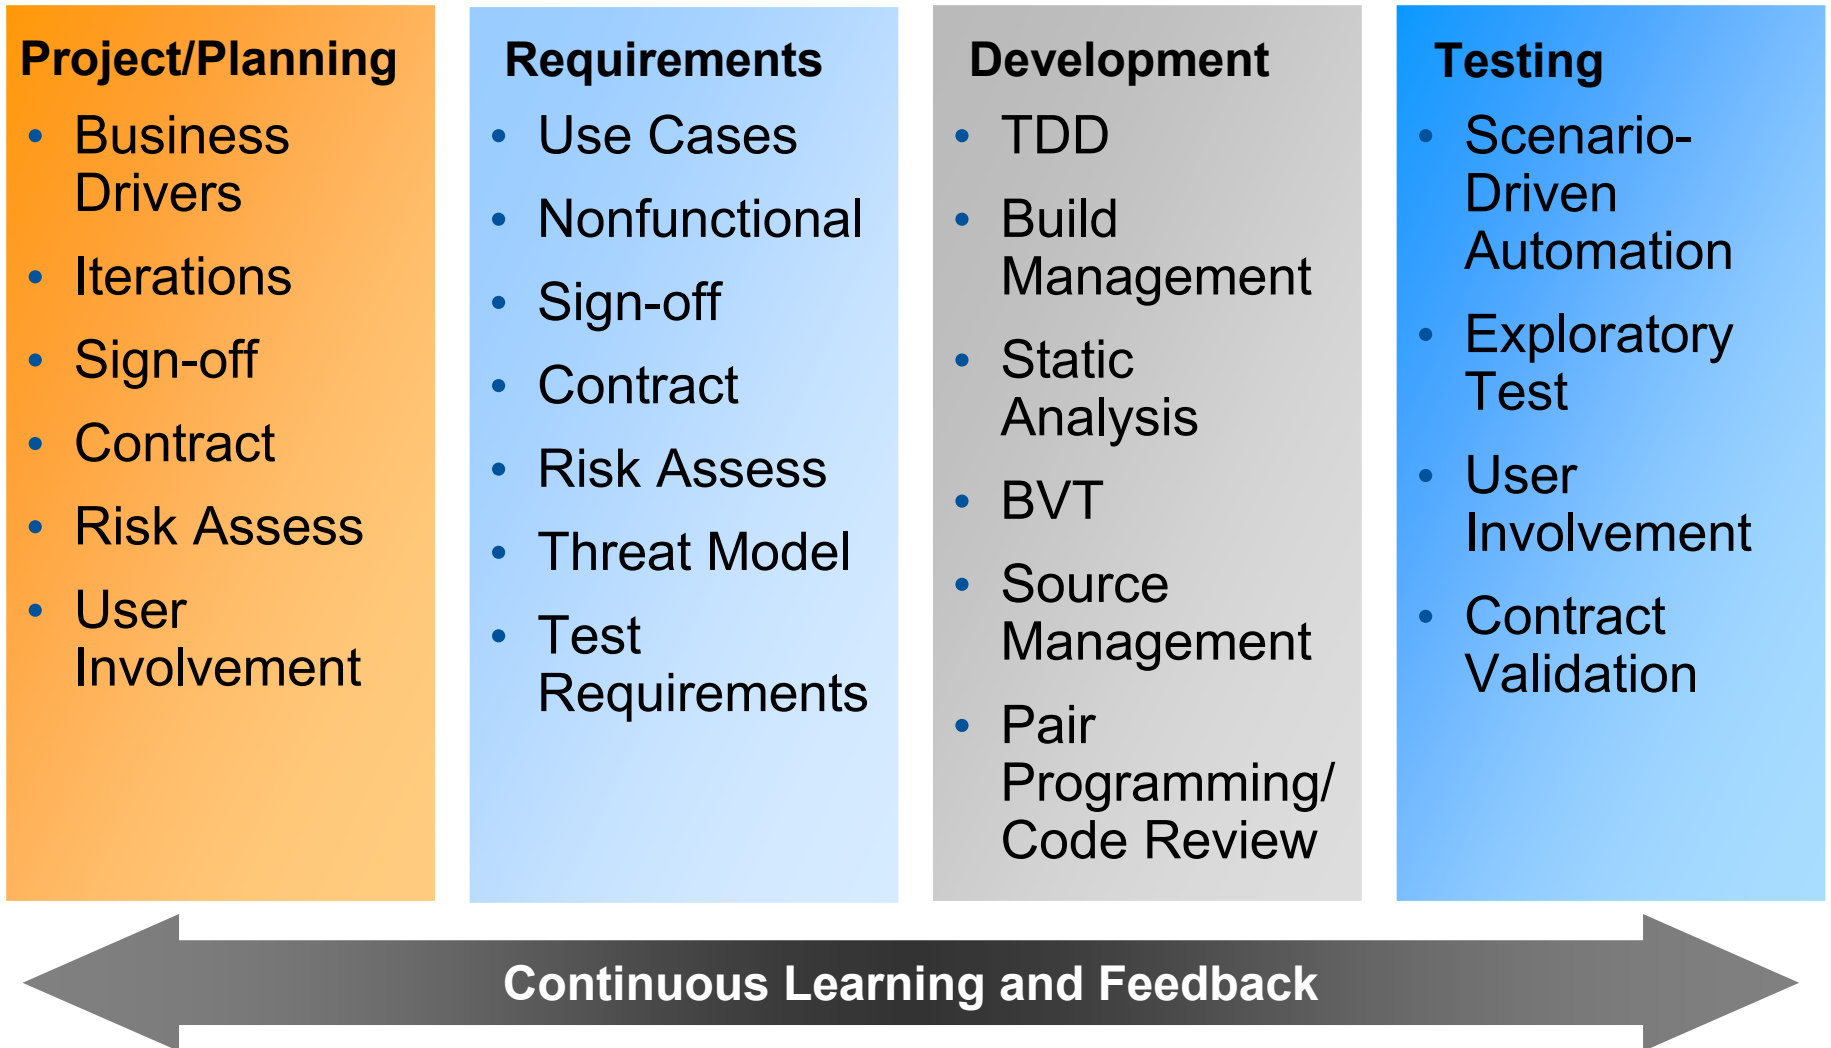 Project/Planning
• Business
Drivers
• Iterations
• Sign-off
• Contract
• Risk Assess
• User
Involvement
Requirements
• Use Cases
• Nonfunctional
• Sign-off
• Contract
• Risk Assess
• Threat Model
• Test
Requirements
Development
• TDD
• Build
Management
• Static
Analysis
• BVT
• Source
Management
• Pair
Programming/
Code Review
Testing
• Scenario-
Driven
Automation
• Exploratory
Test
• User
Involvement
• Contract
Validation
Continuous Learning and Feedback